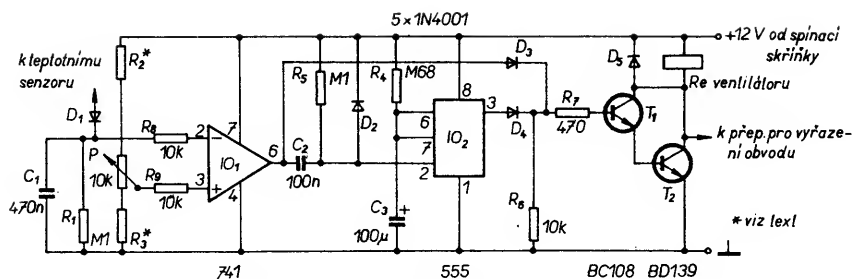 5x1N4001
+12 V od spínací
skříňky
k teplotnímu
senzoru
R2*
R5
M1
R4
M68
D3
D5
Re ventilátoru
D1
R8
10k
2
7
IO1
6
3
4
C2
100n
D2
8
6
7
2
IO2
3
1
D4
R7
470
T1
T2
k přep. pro vyřaze-
ní obvodu
P
10k
R9
10k
C1
470n
R1
M1
R3*
C3
+
100µ
R6
10k
* viz text
741
555
BC108
BD139